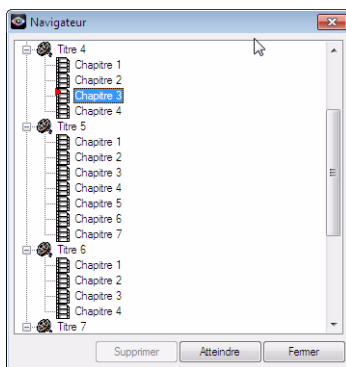 Navigateur
Titre 4
Chapitre 1
Chapitre 2
Chapitre 3
Chapitre 4
Titre 5
Chapitre 1
Chapitre 2
Chapitre 3
Chapitre 4
Chapitre 5
Chapitre 6
Chapitre 7
Titre 6
Chapitre 1
Chapitre 2
Chapitre 3
Chapitre 4
Titre 7
Supprimer Atteindre Fermer